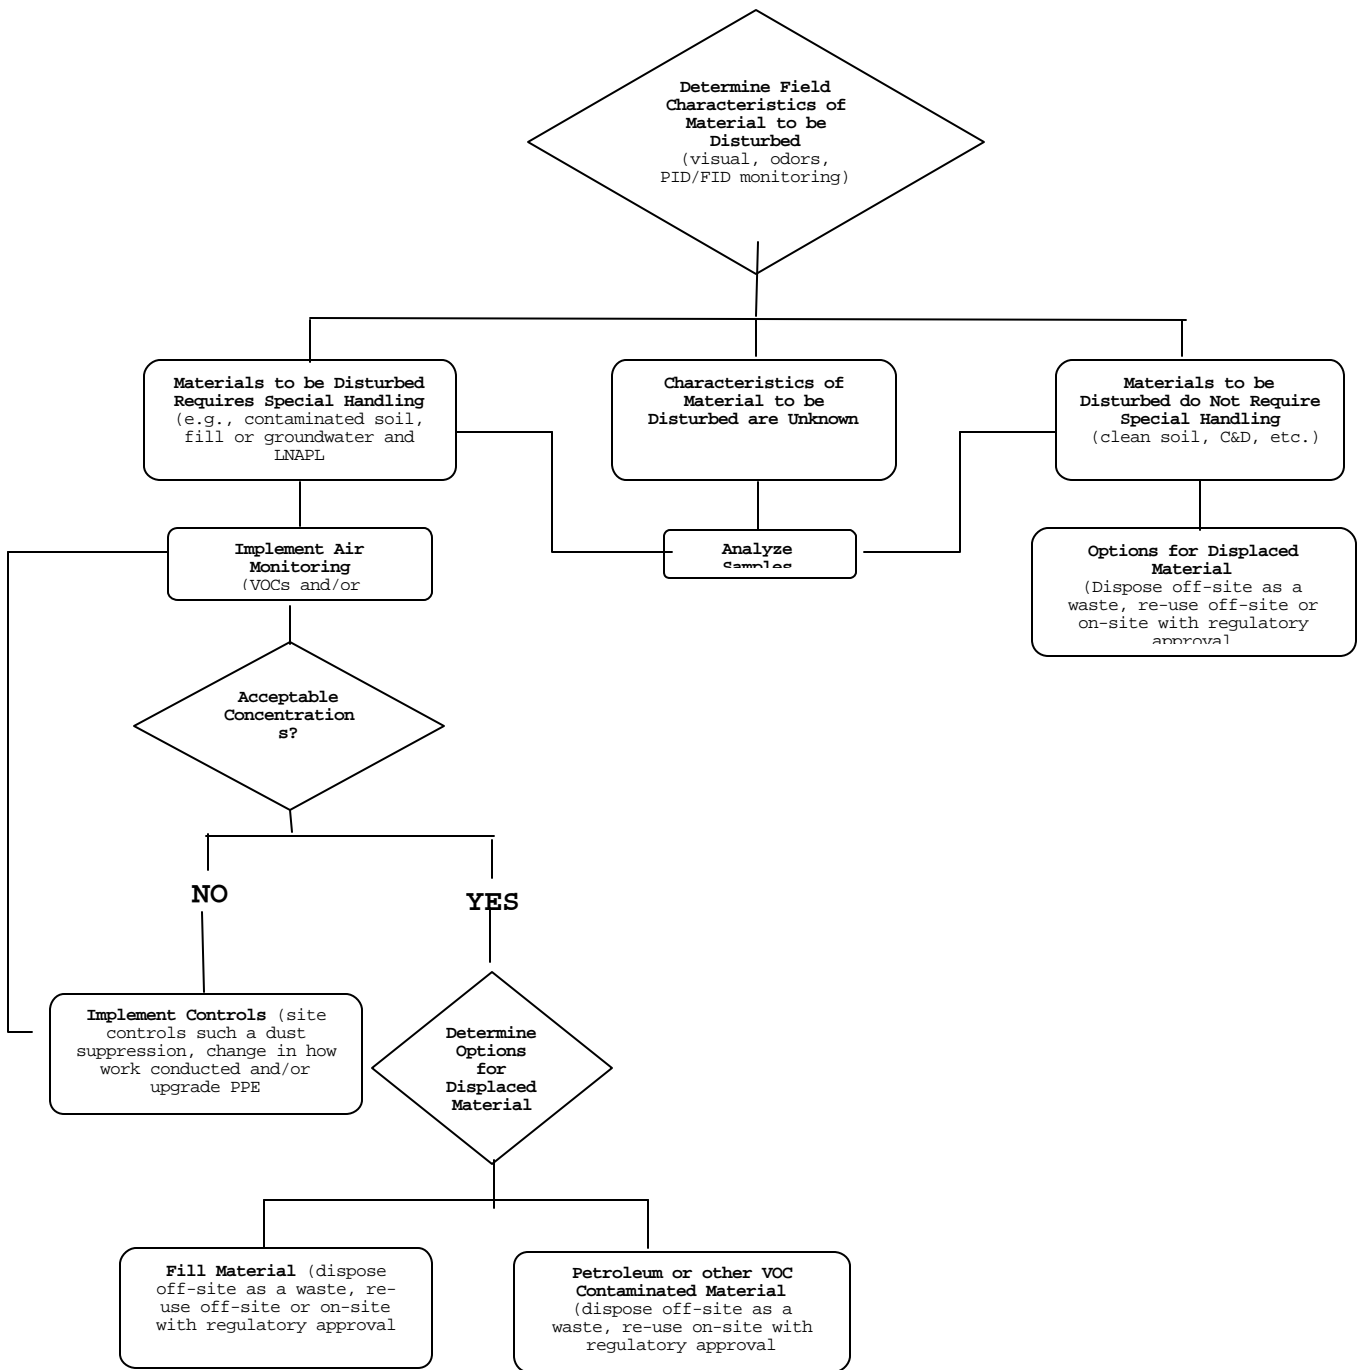 Determine Field
Characteristics of
Material to be
Disturbed
(visual, odors,
PID/FID monitoring)
Materials to be Disturbed
Requires Special Handling
(e.g., contaminated soil,
fill or groundwater and
LNAPL
Characteristics of
Material to be
Disturbed are Unknown
Materials to be
Disturbed do Not Require
Special Handling
(clean soil, C&D, etc.)
Implement Air
Monitoring
(VOCs and/or
Analyze
Samples
Options for Displaced
Material
(Dispose off-site as a
waste, re-use off-site or
on-site with regulatory
approval
Acceptable
Concentration
s?
NO
YES
Implement Controls (site
controls such a dust
suppression, change in how
work conducted and/or
upgrade PPE
Determine
Options
for
Displaced
Material
Fill Material (dispose
off-site as a waste, re-
use off-site or on-site
with regulatory approval
Petroleum or other VOC
Contaminated Material
(dispose off-site as a
waste, re-use on-site with
regulatory approval